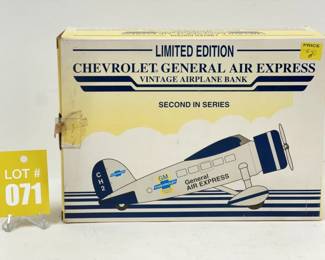 LIMITED EDITION
CHEVROLET GENERAL AIR EXPRESS
VINTAGE AIRPLANE BANK
SECOND IN SERIES
PRICE
LOT #
071
CH2
GM
General
AIR EXPRESS